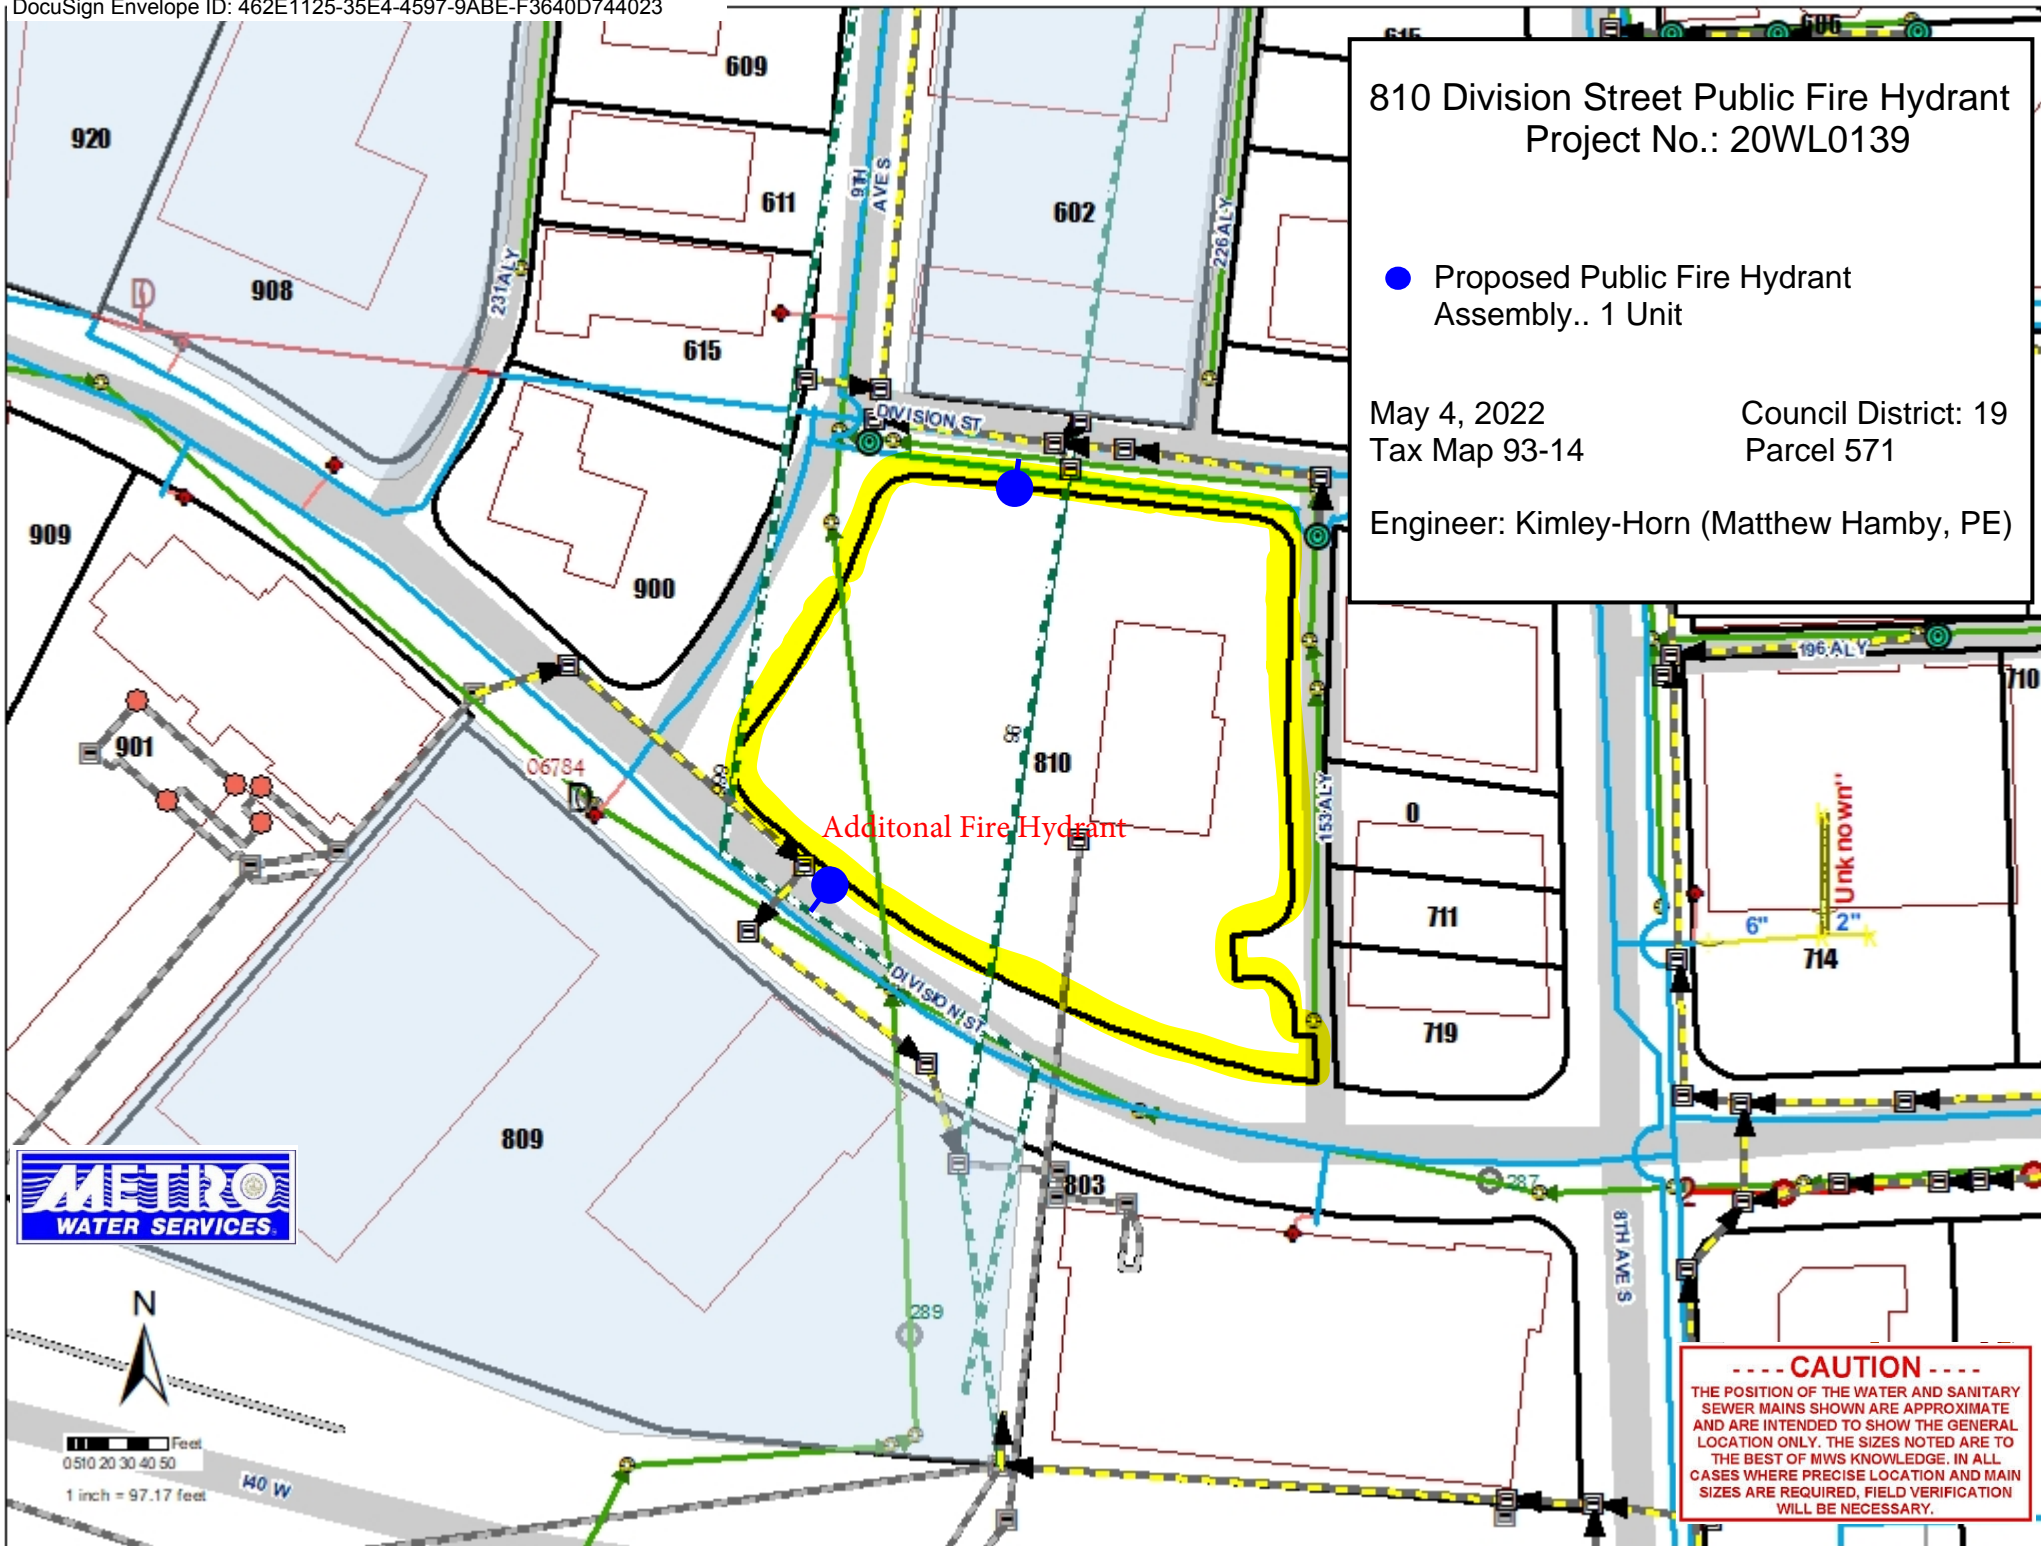 DocuSign Envelope ID: 462E1125-35E4-4597-9ABE-F3640D744023
810 Division Street Public Fire Hydrant
Project No.: 20WL0139
Proposed Public Fire Hydrant
Assembly.. 1 Unit
May 4, 2022
Council District: 19
Tax Map 93-14
Parcel 571
Engineer: Kimley-Horn (Matthew Hamby, PE)
609
920
611
9TH
AVE S
602
226 ALY
908
231 ALY
615
DIVISION ST
909
900
196 ALY
710
901
06784
D
D
96
810
Additonal Fire Hydrant
153 ALY
0
711
719
Unknown"
6"
2"
714
DIVISION ST
809
803
287
8TH AVE S
289
METRO
WATER SERVICES
N
Feet
0 5 10 20 30 40 50
1 inch = 97.17 feet
I40 W
- - - - CAUTION - - - -
THE POSITION OF THE WATER AND SANITARY
SEWER MAINS SHOWN ARE APPROXIMATE
AND ARE INTENDED TO SHOW THE GENERAL
LOCATION ONLY. THE SIZES NOTED ARE TO
THE BEST OF MWS KNOWLEDGE. IN ALL
CASES WHERE PRECISE LOCATION AND MAIN
SIZES ARE REQUIRED, FIELD VERIFICATION
WILL BE NECESSARY.